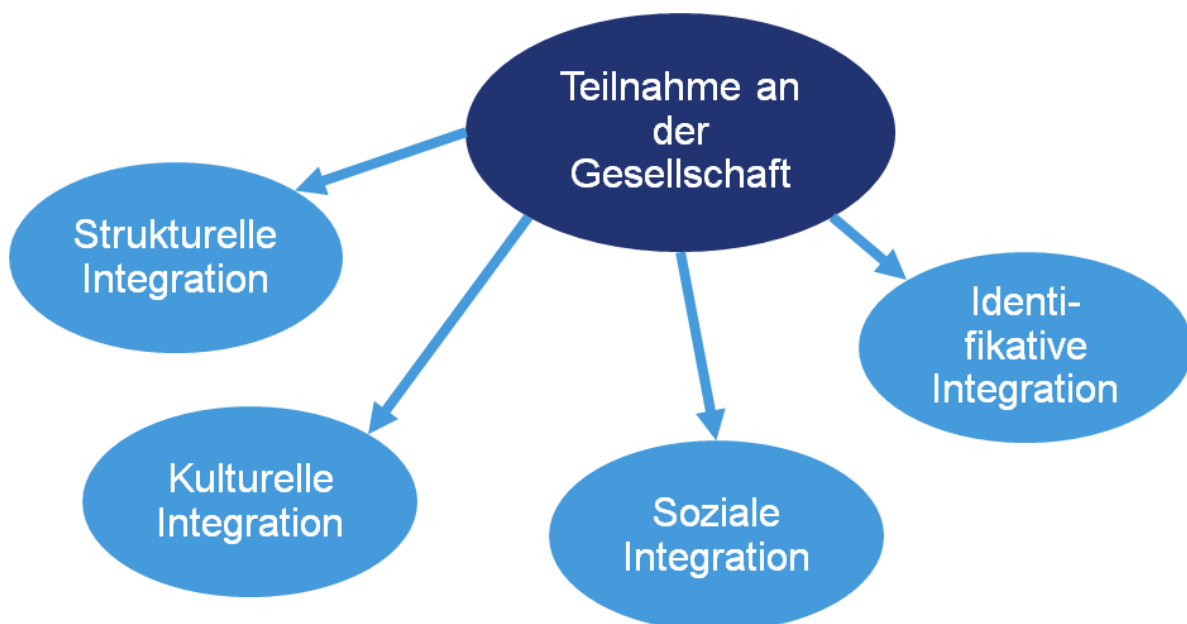 Teilnahme an
der
Gesellschaft
Strukturelle
Integration
Kulturelle
Integration
Soziale
Integration
Identi-
fikative
Integration